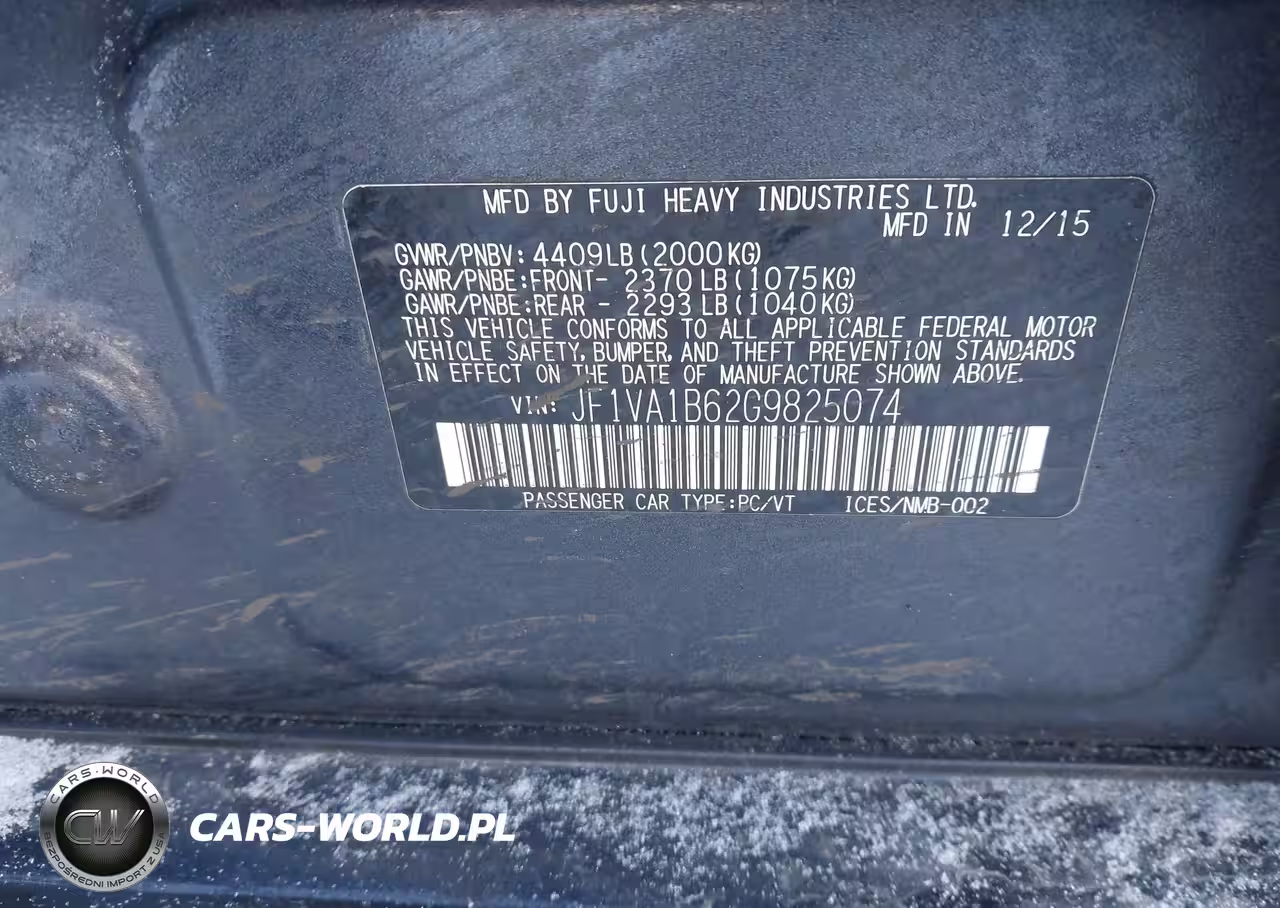 MFD BY FUJI HEAVY INDUSTRIES LTD.
MFD IN 12/15
GVWR/PNBV: 4409LB(2000KG)
GAWR/PNBE:FRONT- 2370 LB(1075KG)
GAWR/PNBE:REAR - 2293 LB(1040KG)
THIS VEHICLE CONFORMS TO ALL APPLICABLE FEDERAL MOTOR
VEHICLE SAFETY, BUMPER, AND THEFT PREVENTION STANDARDS
IN EFFECT ON THE DATE OF MANUFACTURE SHOWN ABOVE.
VIN: JF1VA1B62G9825074
PASSENGER CAR TYPE:PC/VT ICES/NMB-002
CARS-WORLD
CW
BEZPOŚREDNI IMPORT Z USA
CARS-WORLD.PL